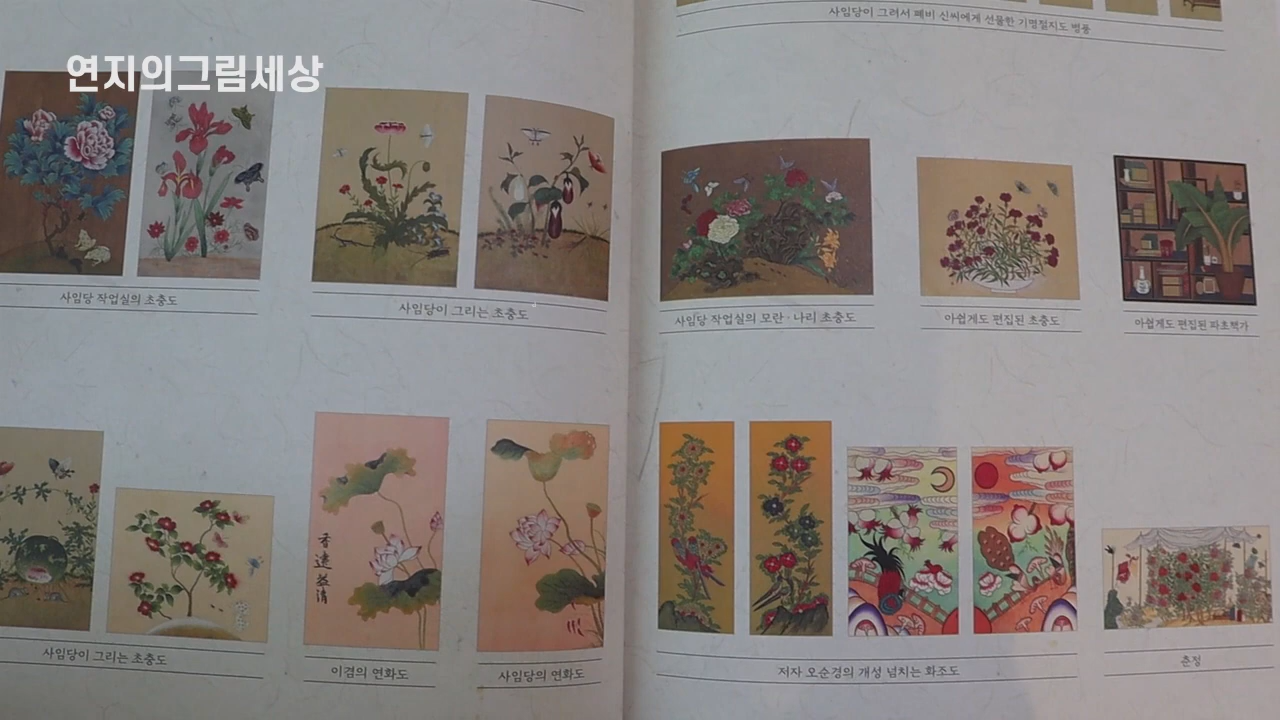 연지의그림세상
사임당 작업실의 초충도
사임당이 그리는 초충도
사임당이 그리는 초충도
이겸의 연화도
사임당의 연화도
香遠益清
사임당이 그려서 폐비 신씨에게 선물한 기명절지도 병풍
사임당 작업실의 모란·나리 초충도
아쉽게도 편집된 초충도
아쉽게도 편집된 파초책가
저자 오순경의 개성 넘치는 화조도
춘정